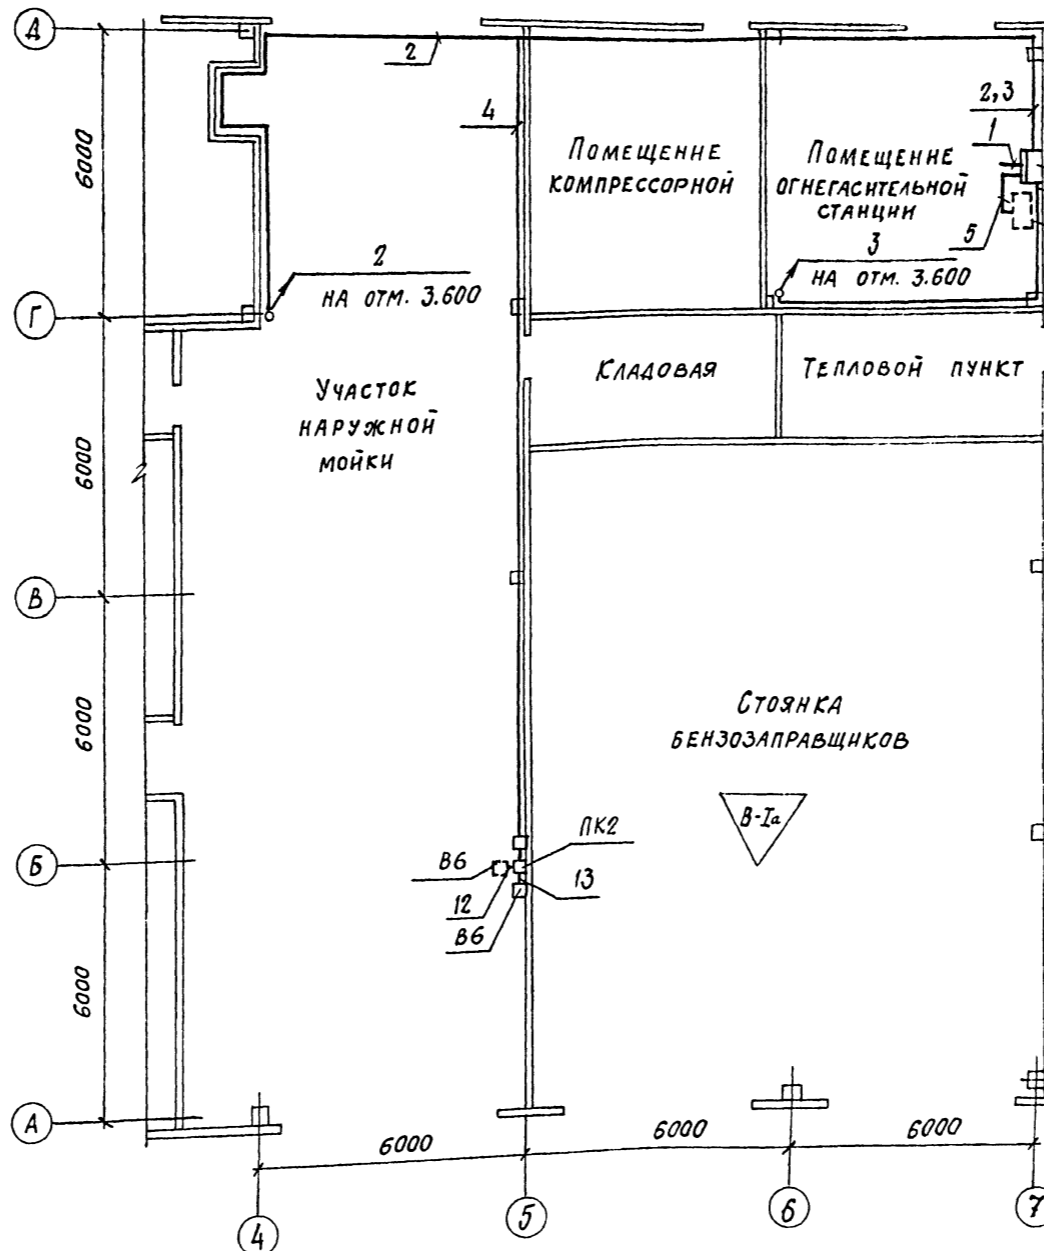 Д
2
4
2,3
1
6000
ПОМЕЩЕНИЕ
КОМПРЕССОРНОЙ
ПОМЕЩЕНИЕ
ОГНЕГАСИТЕЛЬНОЙ
СТАНЦИИ
5
2
НА ОТМ. 3.600
3
НА ОТМ. 3.600
Г
КЛАДОВАЯ
ТЕПЛОВОЙ ПУНКТ
УЧАСТОК
НАРУЖНОЙ
МОЙКИ
6000
В
6000
СТОЯНКА
БЕНЗОЗАПРАВЩИКОВ
В-Iа
ПК2
Б
В6
12
13
В6
6000
А
6000
6000
6000
4
5
6
7